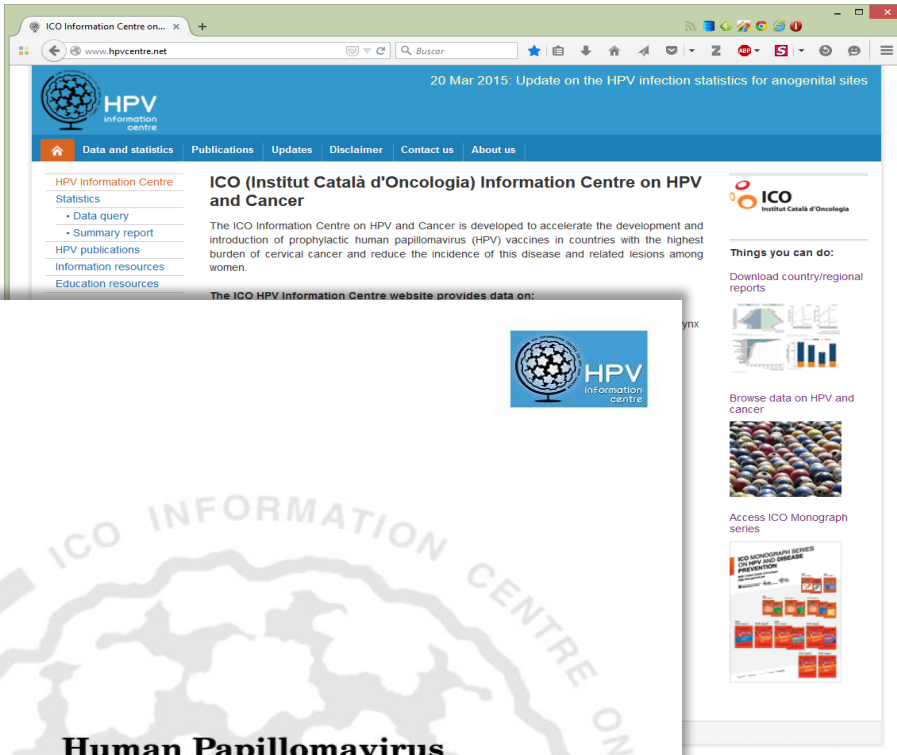 ICO Information Centre on...
www.hpvcentre.net
Buscar
20 Mar 2015: Update on the HPV infection statistics for anogenital sites
HPV
information
centre
Data and statistics
Publications
Updates
Disclaimer
Contact us
About us
HPV Information Centre
Statistics
• Data query
• Summary report
HPV publications
Information resources
Education resources
ICO (Institut Català d'Oncologia) Information Centre on HPV
and Cancer
The ICO Information Centre on HPV and Cancer is developed to accelerate the development and
introduction of prophylactic human papillomavirus (HPV) vaccines in countries with the highest
burden of cervical cancer and reduce the incidence of this disease and related lesions among
women.
The ICO HPV Information Centre website provides data on:
ynx
ICO
Institut Català d'Oncologia
Things you can do:
Download country/regional
reports
Browse data on HPV and
cancer
Access ICO Monograph
series
ICO MONOGRAPH SERIES
ON HPV AND DISEASE
PREVENTION
HPV
information
centre
ICO INFORMATION CENTRE ON
Human Papillomavirus